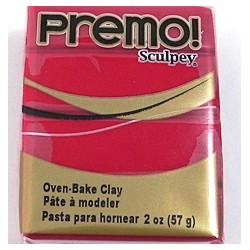 PREMO!
Sculpey
Oven-Bake Clay
Pâte à modeler
Pasta para hornear 2 oz (57 g)